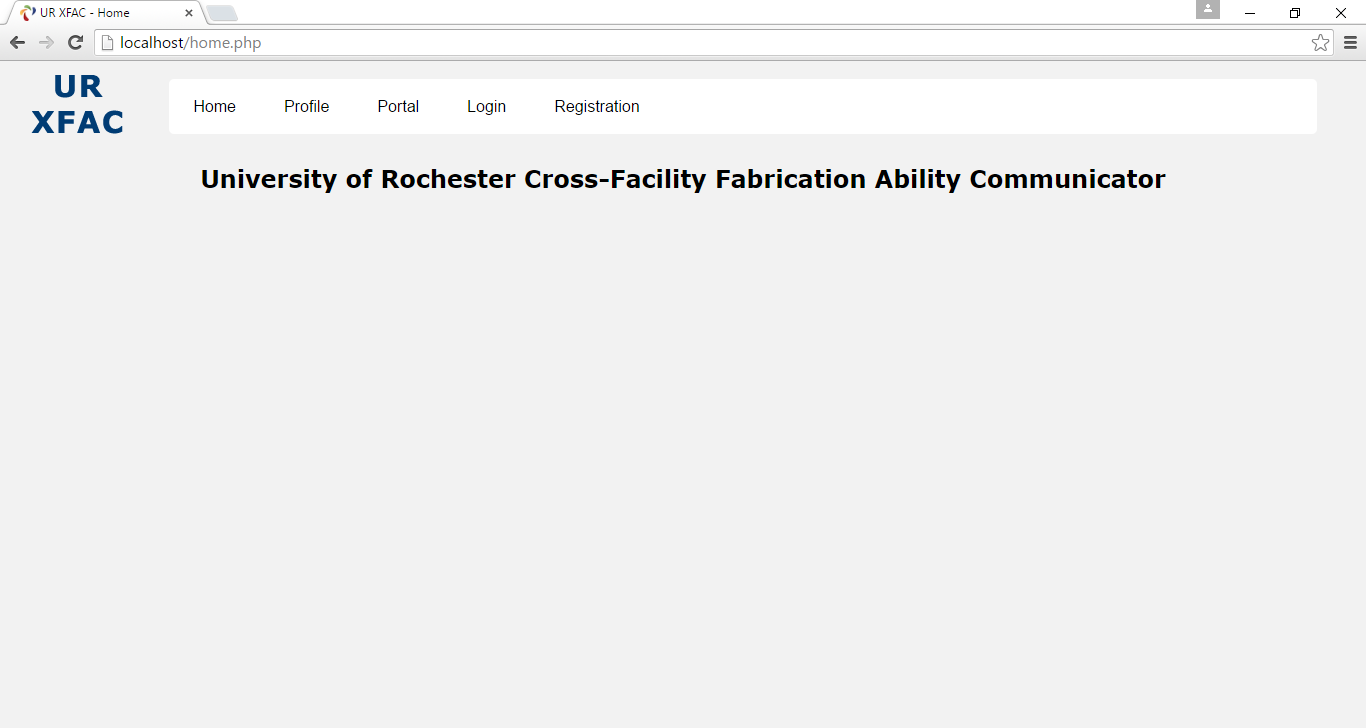 UR XFAC - Home
localhost/home.php
UR
XFAC
Home Profile Portal Login Registration
University of Rochester Cross-Facility Fabrication Ability Communicator